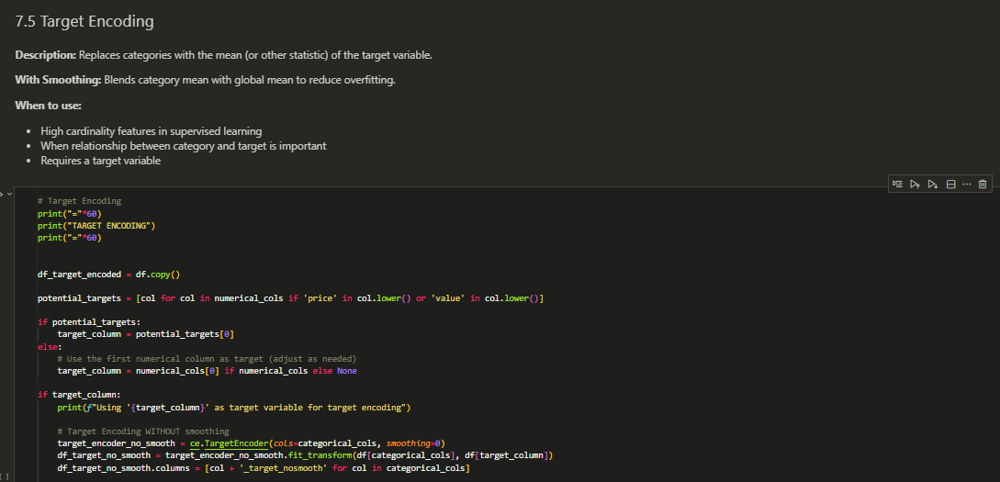 7.5 Target Encoding
Description: Replaces categories with the mean (or other statistic) of the target variable.
With Smoothing: Blends category mean with global mean to reduce overfitting.
When to use:
• High cardinality features in supervised learning
• When relationship between category and target is important
• Requires a target variable
# Target Encoding
print("="*60)
print("TARGET ENCODING")
print("="*60)
df_target_encoded = df.copy()
potential_targets = [col for col in numerical_cols if 'price' in col.lower() or 'value' in col.lower()]
if potential_targets:
    target_column = potential_targets[0]
else:
    # Use the first numerical column as target (adjust as needed)
    target_column = numerical_cols[0] if numerical_cols else None
if target_column:
    print(f"Using '{target_column}' as target variable for target encoding")
    # Target Encoding WITHOUT smoothing
    target_encoder_no_smooth = ce.TargetEncoder(cols=categorical_cols, smoothing=0)
    df_target_no_smooth = target_encoder_no_smooth.fit_transform(df[categorical_cols], df[target_column])
    df_target_no_smooth.columns = [col + '_target_nosmooth' for col in categorical_cols]
[ ]